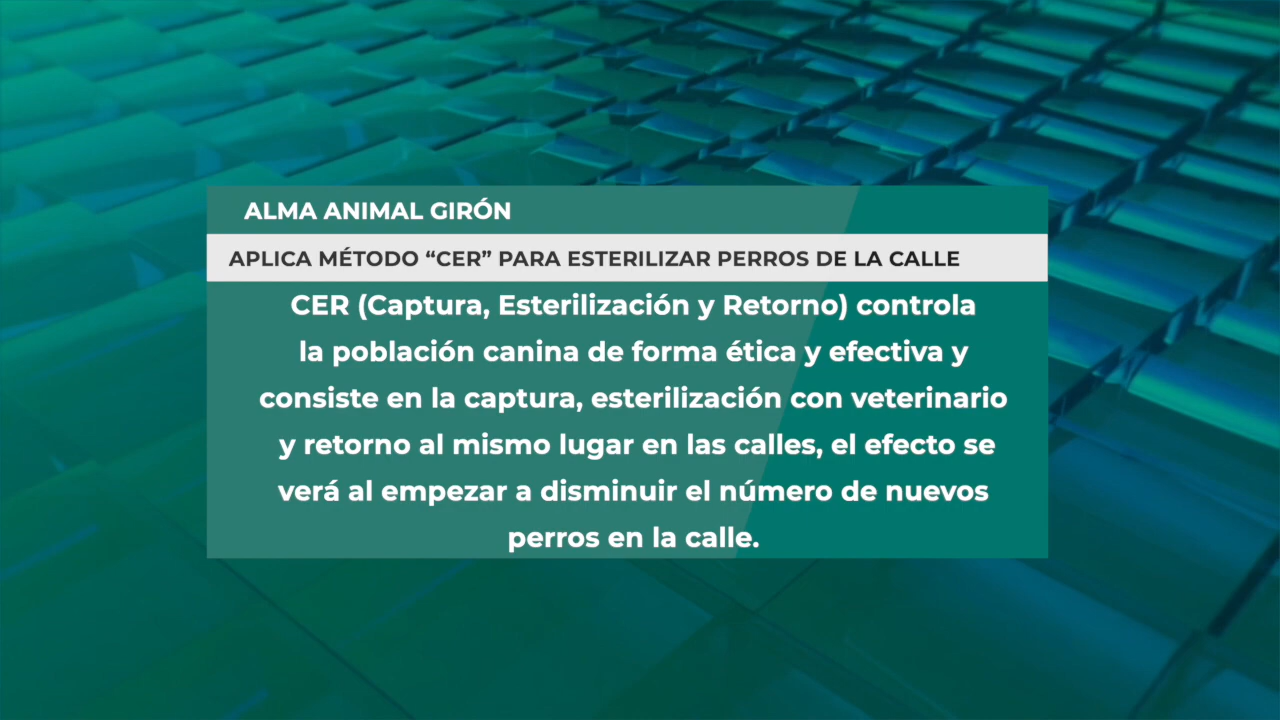 ALMA ANIMAL GIRÓN
APLICA MÉTODO “CER” PARA ESTERILIZAR PERROS DE LA CALLE
CER (Captura, Esterilización y Retorno) controla
la población canina de forma ética y efectiva y
consiste en la captura, esterilización con veterinario
y retorno al mismo lugar en las calles, el efecto se
verá al empezar a disminuir el número de nuevos
perros en la calle.